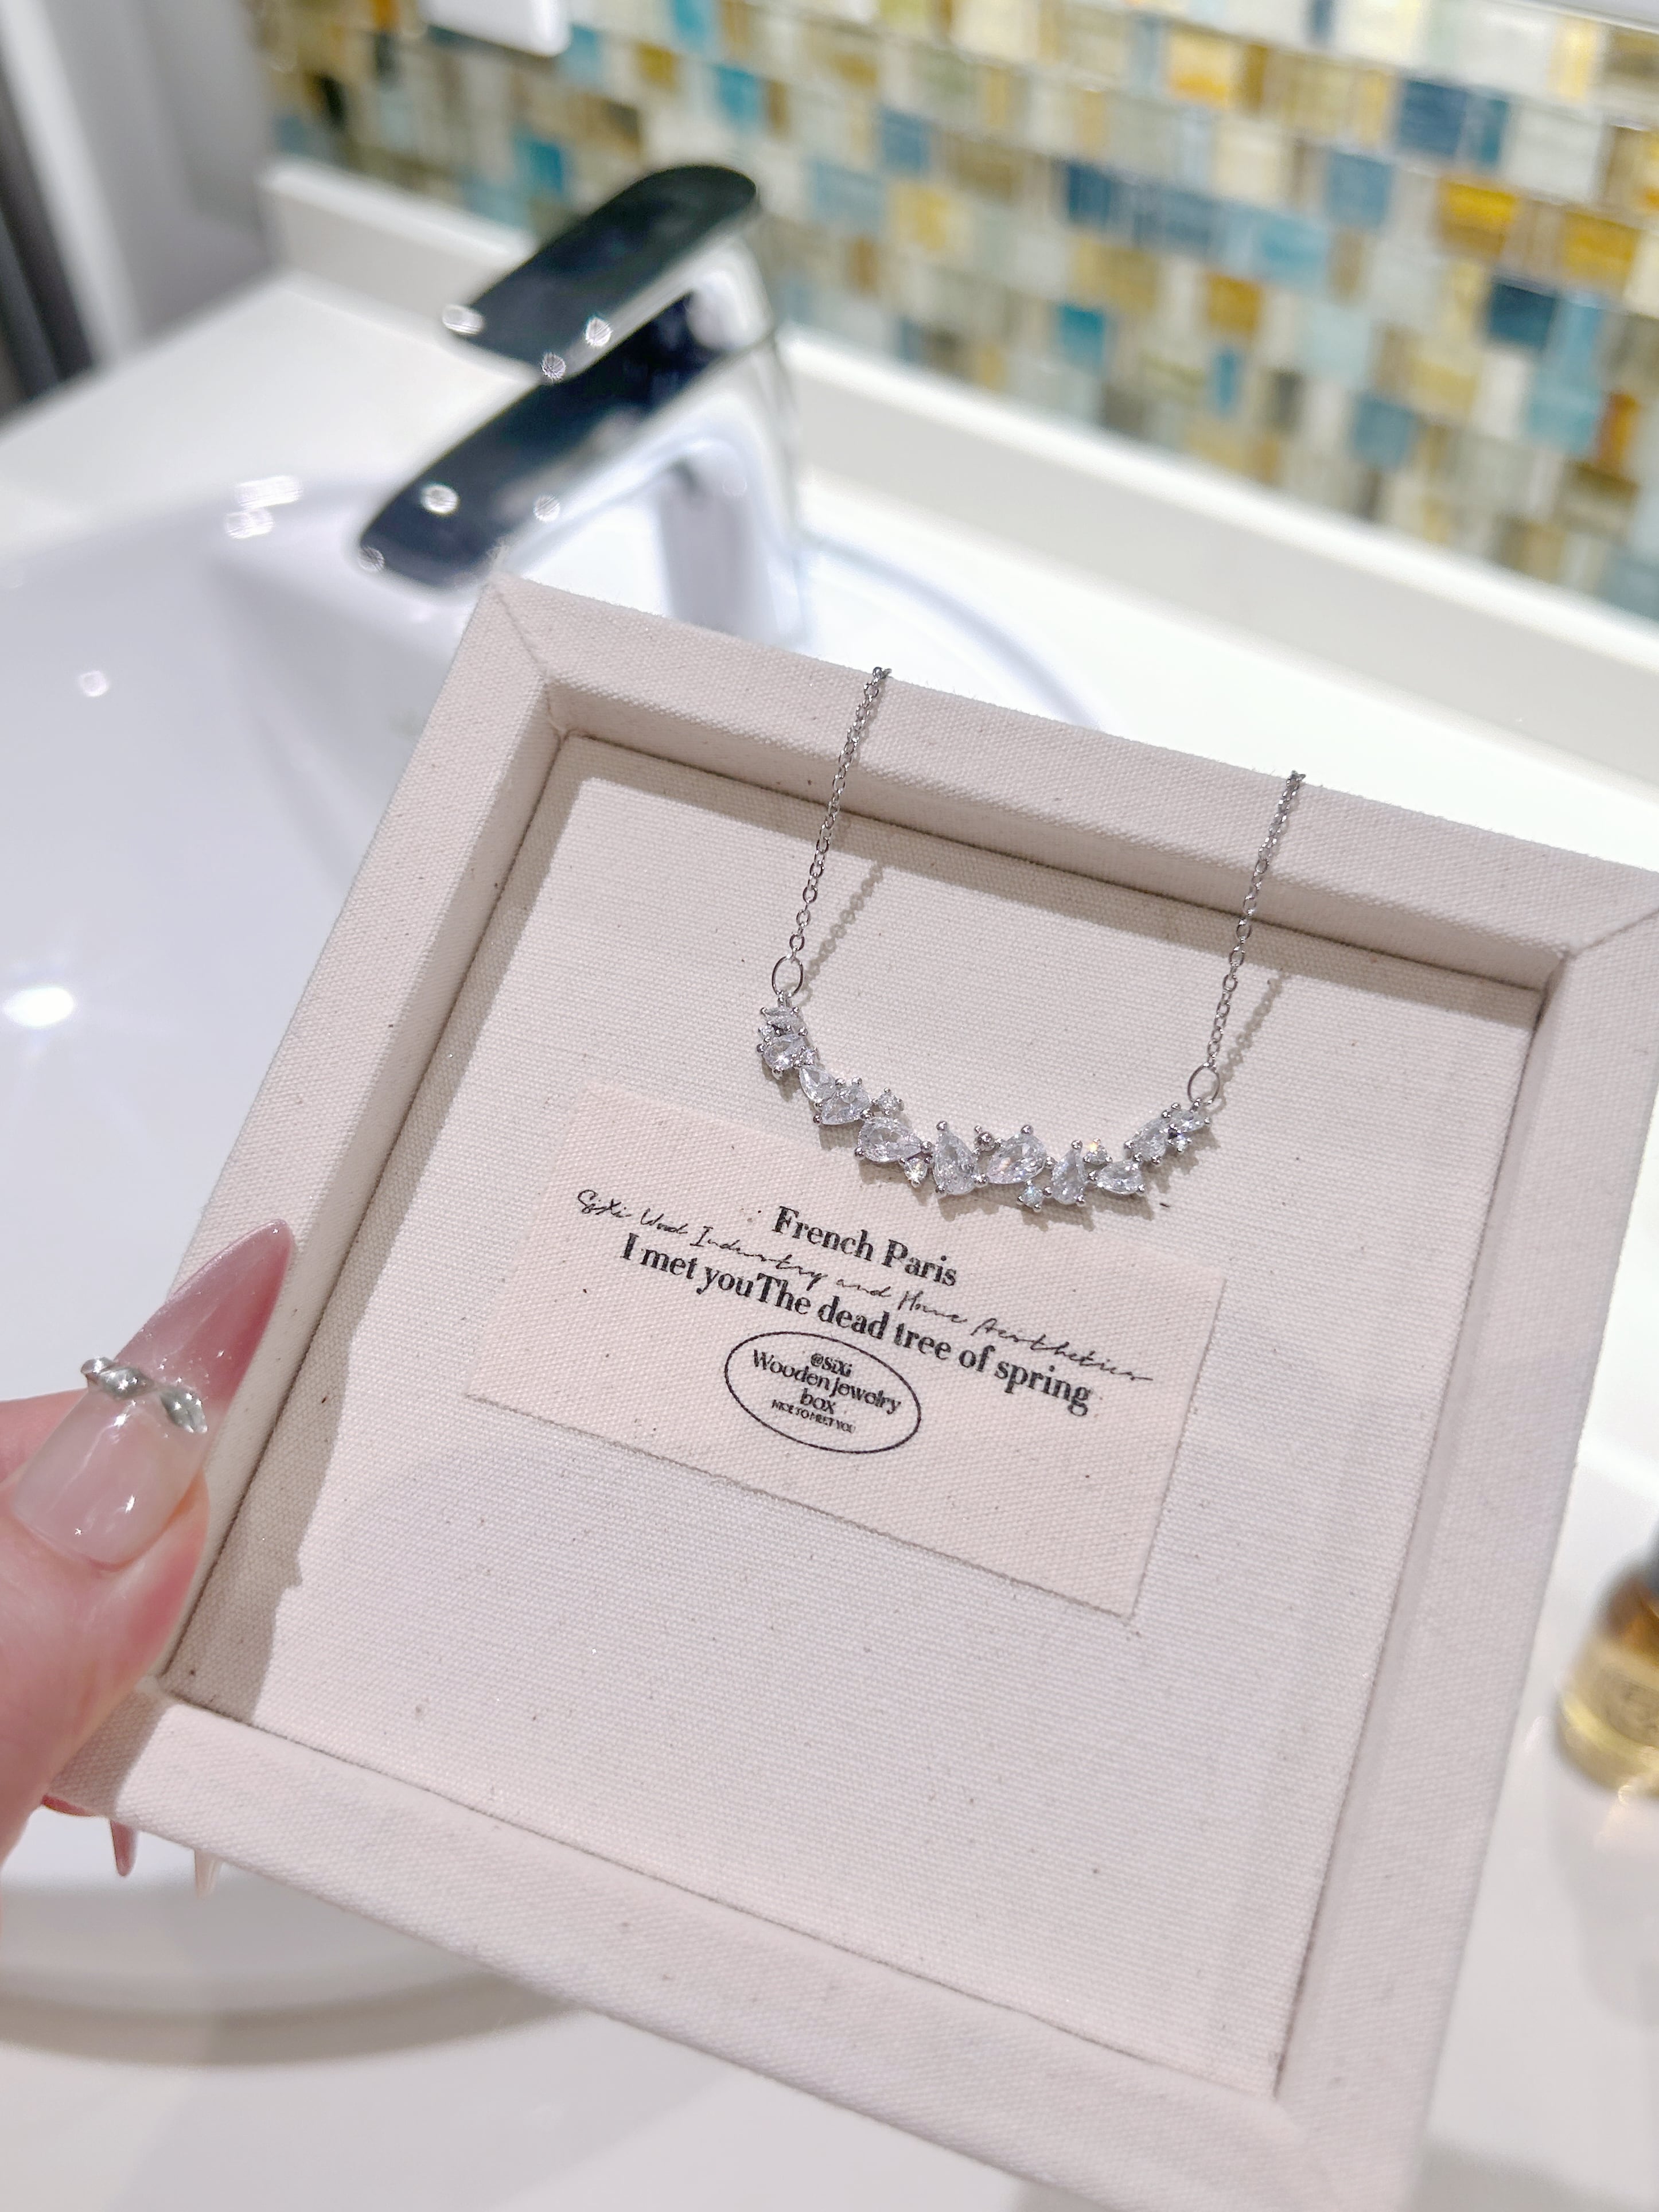 French Paris
SiXi Wood Indwstry and Home Aesthetics
I met youThe dead tree of spring
@SiXi
Wooden Jewelry
box
NICE TO MEET YOU